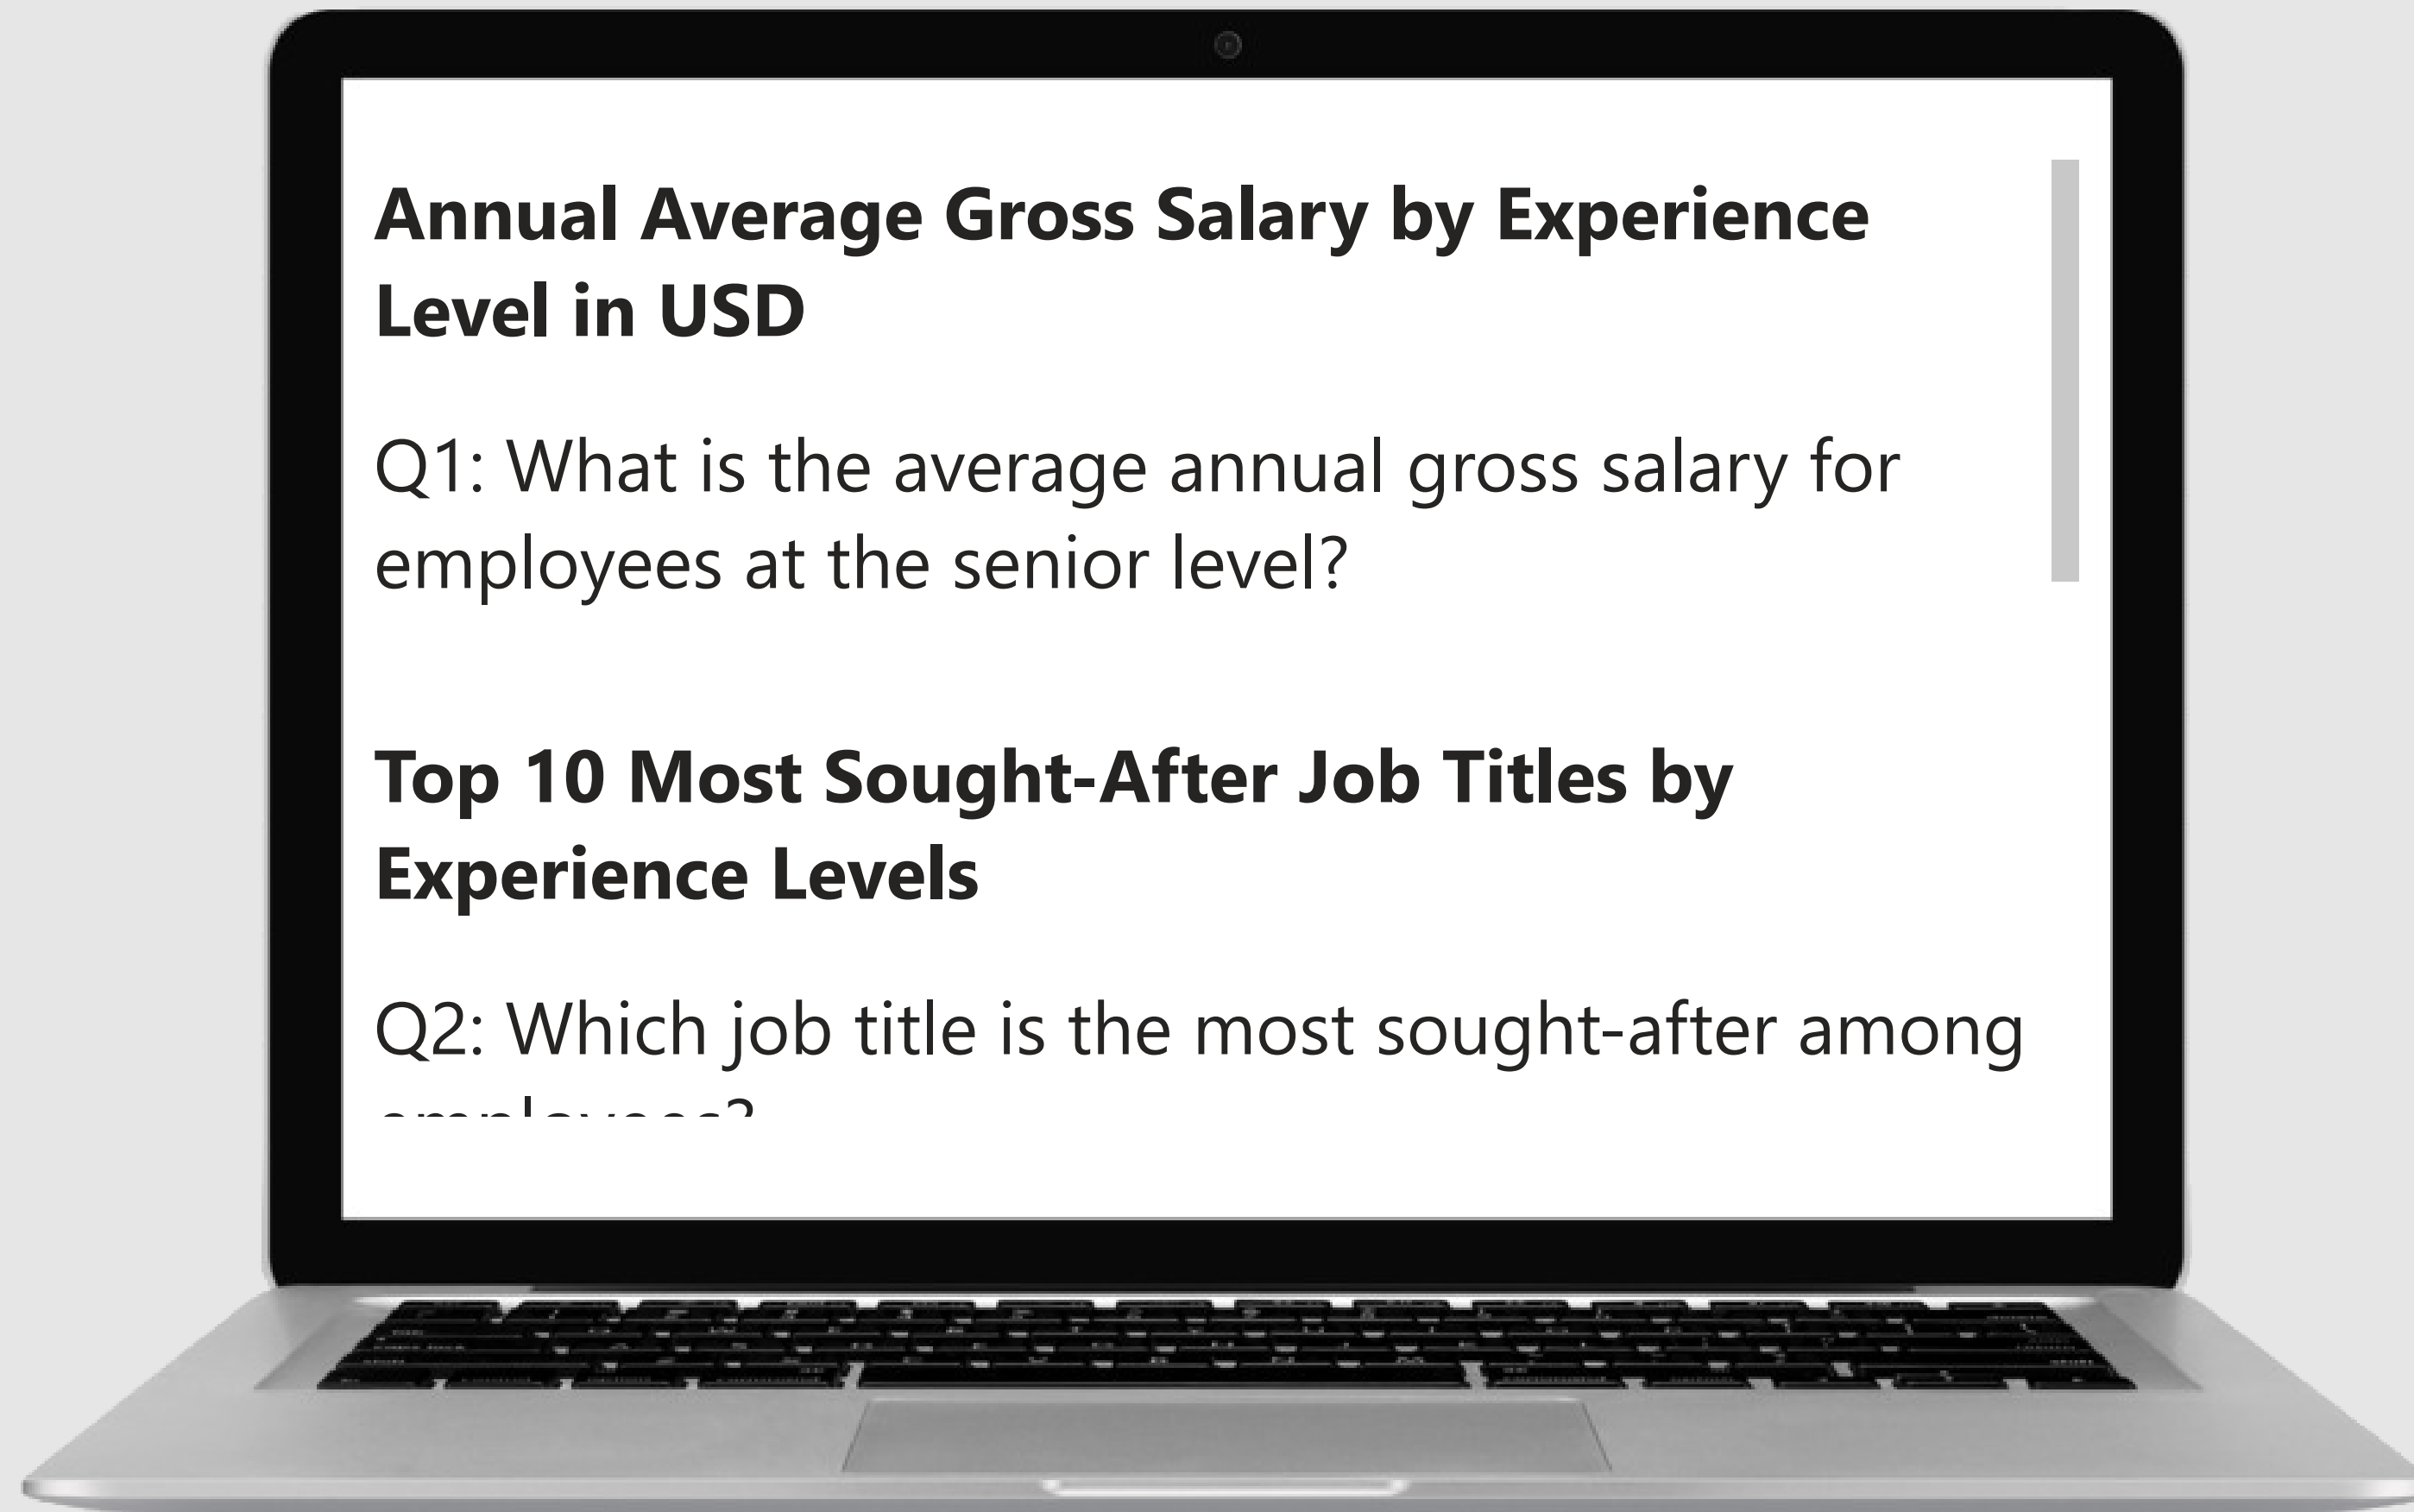 Annual Average Gross Salary by Experience
Level in USD
Q1: What is the average annual gross salary for
employees at the senior level?
Top 10 Most Sought-After Job Titles by
Experience Levels
Q2: Which job title is the most sought-after among
employees?